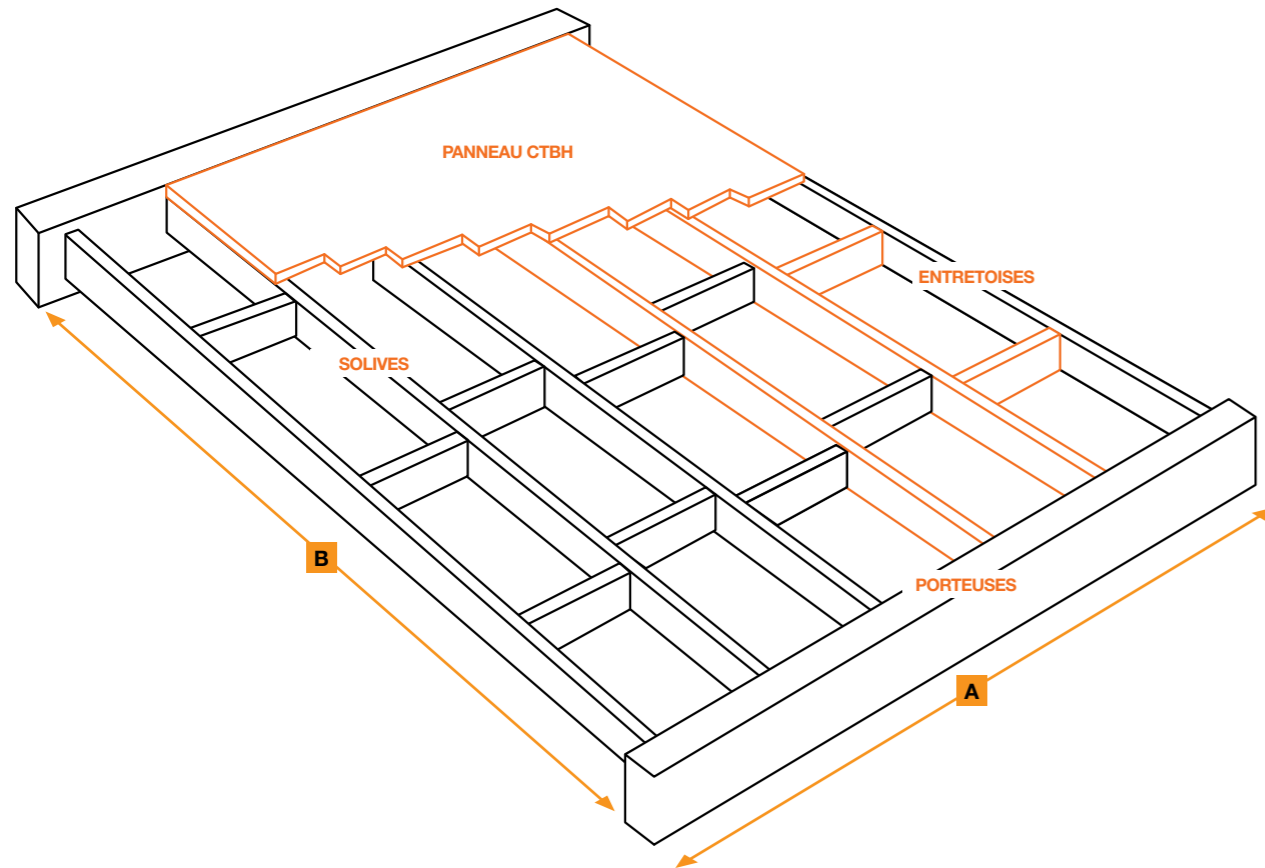 PANNEAU CTBH
ENTRETOISES
SOLIVES
B
PORTEUSES
A